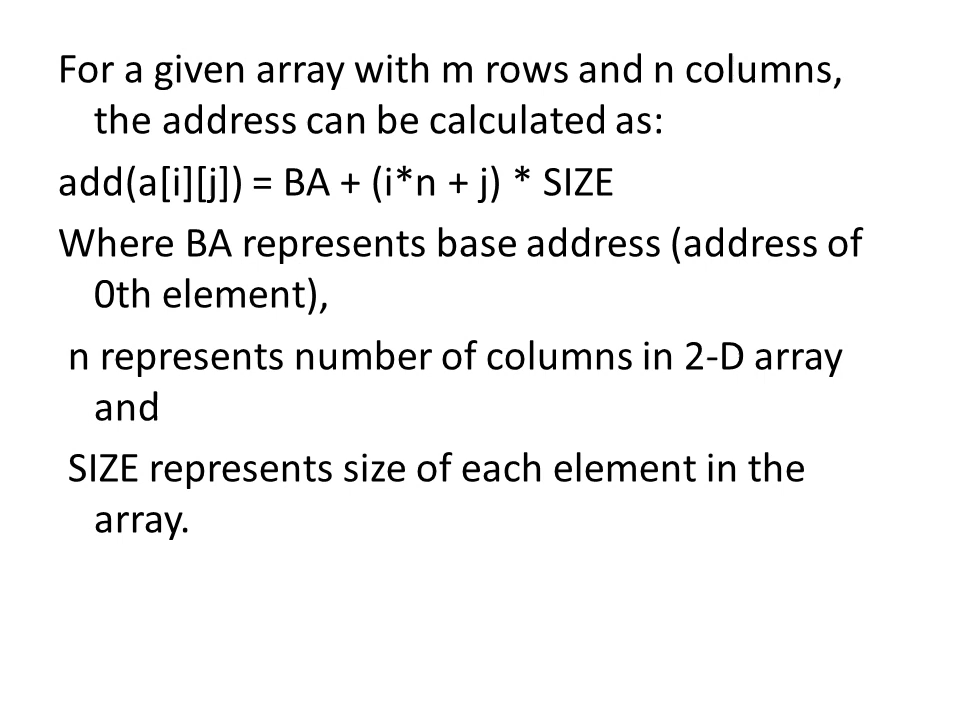 For a given array with m rows and n columns,
the address can be calculated as:
add(a[i][j]) = BA + (i*n + j) * SIZE
Where BA represents base address (address of
0th element),
n represents number of columns in 2-D array
and
SIZE represents size of each element in the
array.